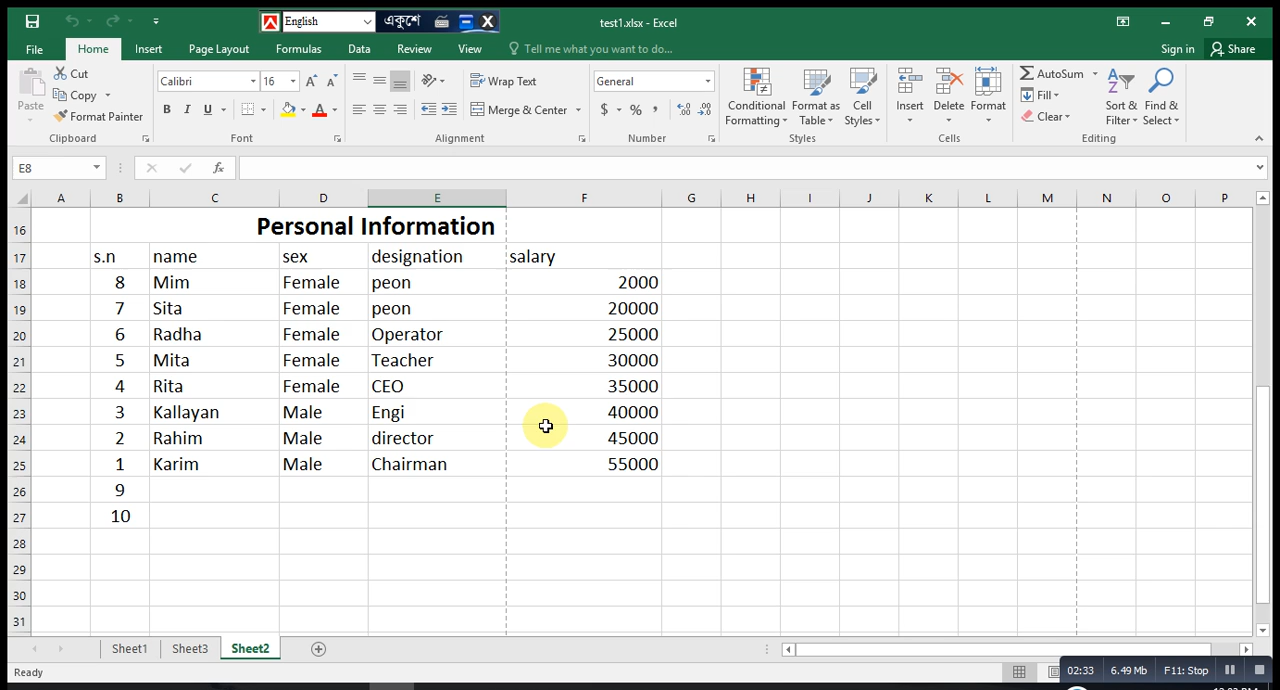 English
একুশে
test1.xlsx - Excel
File Home Insert Page Layout Formulas Data Review View Tell me what you want to do... Sign in Share
Paste Cut Copy Format Painter Clipboard
Calibri 16 B I U A Font
Wrap Text Merge & Center Alignment
General $ % , Number
Conditional Formatting Format as Table Cell Styles Styles
Insert Delete Format Cells
AutoSum Fill Clear Sort & Filter Find & Select Editing
E8 fx
A B C D E F G H I J K L M N O P
16 Personal Information
17 s.n name sex designation salary
18 8 Mim Female peon 2000
19 7 Sita Female peon 20000
20 6 Radha Female Operator 25000
21 5 Mita Female Teacher 30000
22 4 Rita Female CEO 35000
23 3 Kallayan Male Engi 40000
24 2 Rahim Male director 45000
25 1 Karim Male Chairman 55000
26 9
27 10
28
29
30
31
Sheet1 Sheet3 Sheet2
Ready 02:33 6.49 Mb F11: Stop